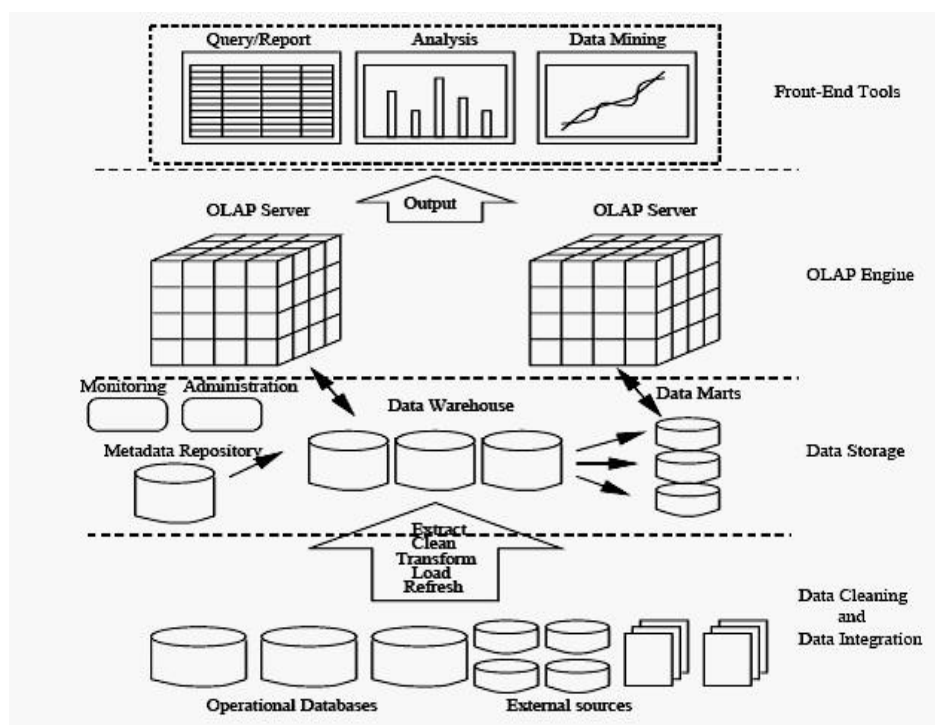 Query/Report
Analysis
Data Mining
Front-End Tools
Output
OLAP Server
OLAP Server
OLAP Engine
Monitoring
Administration
Data Marts
Data Warehouse
Metadata Repository
Data Storage
Extract
Clean
Transform
Load
Refresh
Data Cleaning
and
Data Integration
Operational Databases
External sources